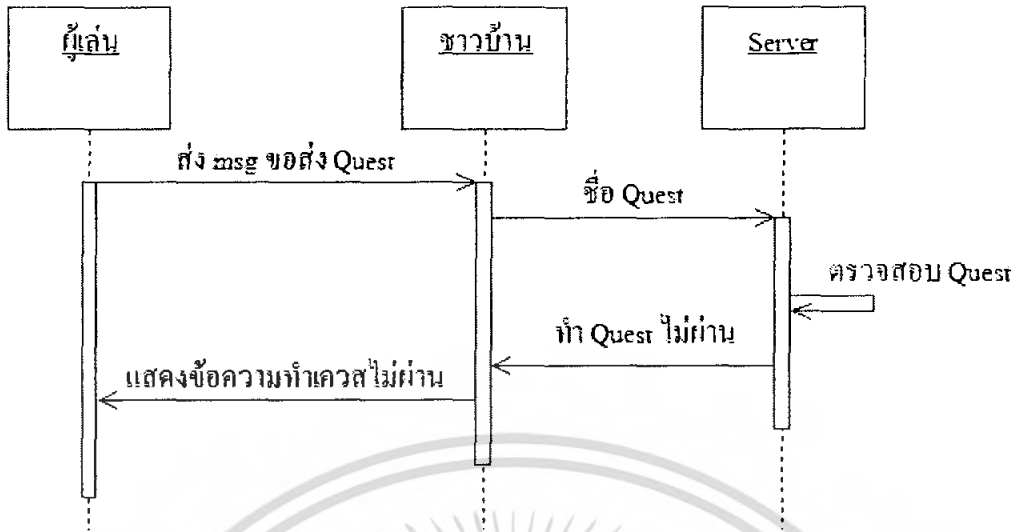 ผู้เล่น
ชาวบ้าน
Server
ส่ง msg ขอส่ง Quest
ชื่อ Quest
ตรวจสอบ Quest
ทำ Quest ไม่ผ่าน
แสดงข้อความทำเควสไม่ผ่าน